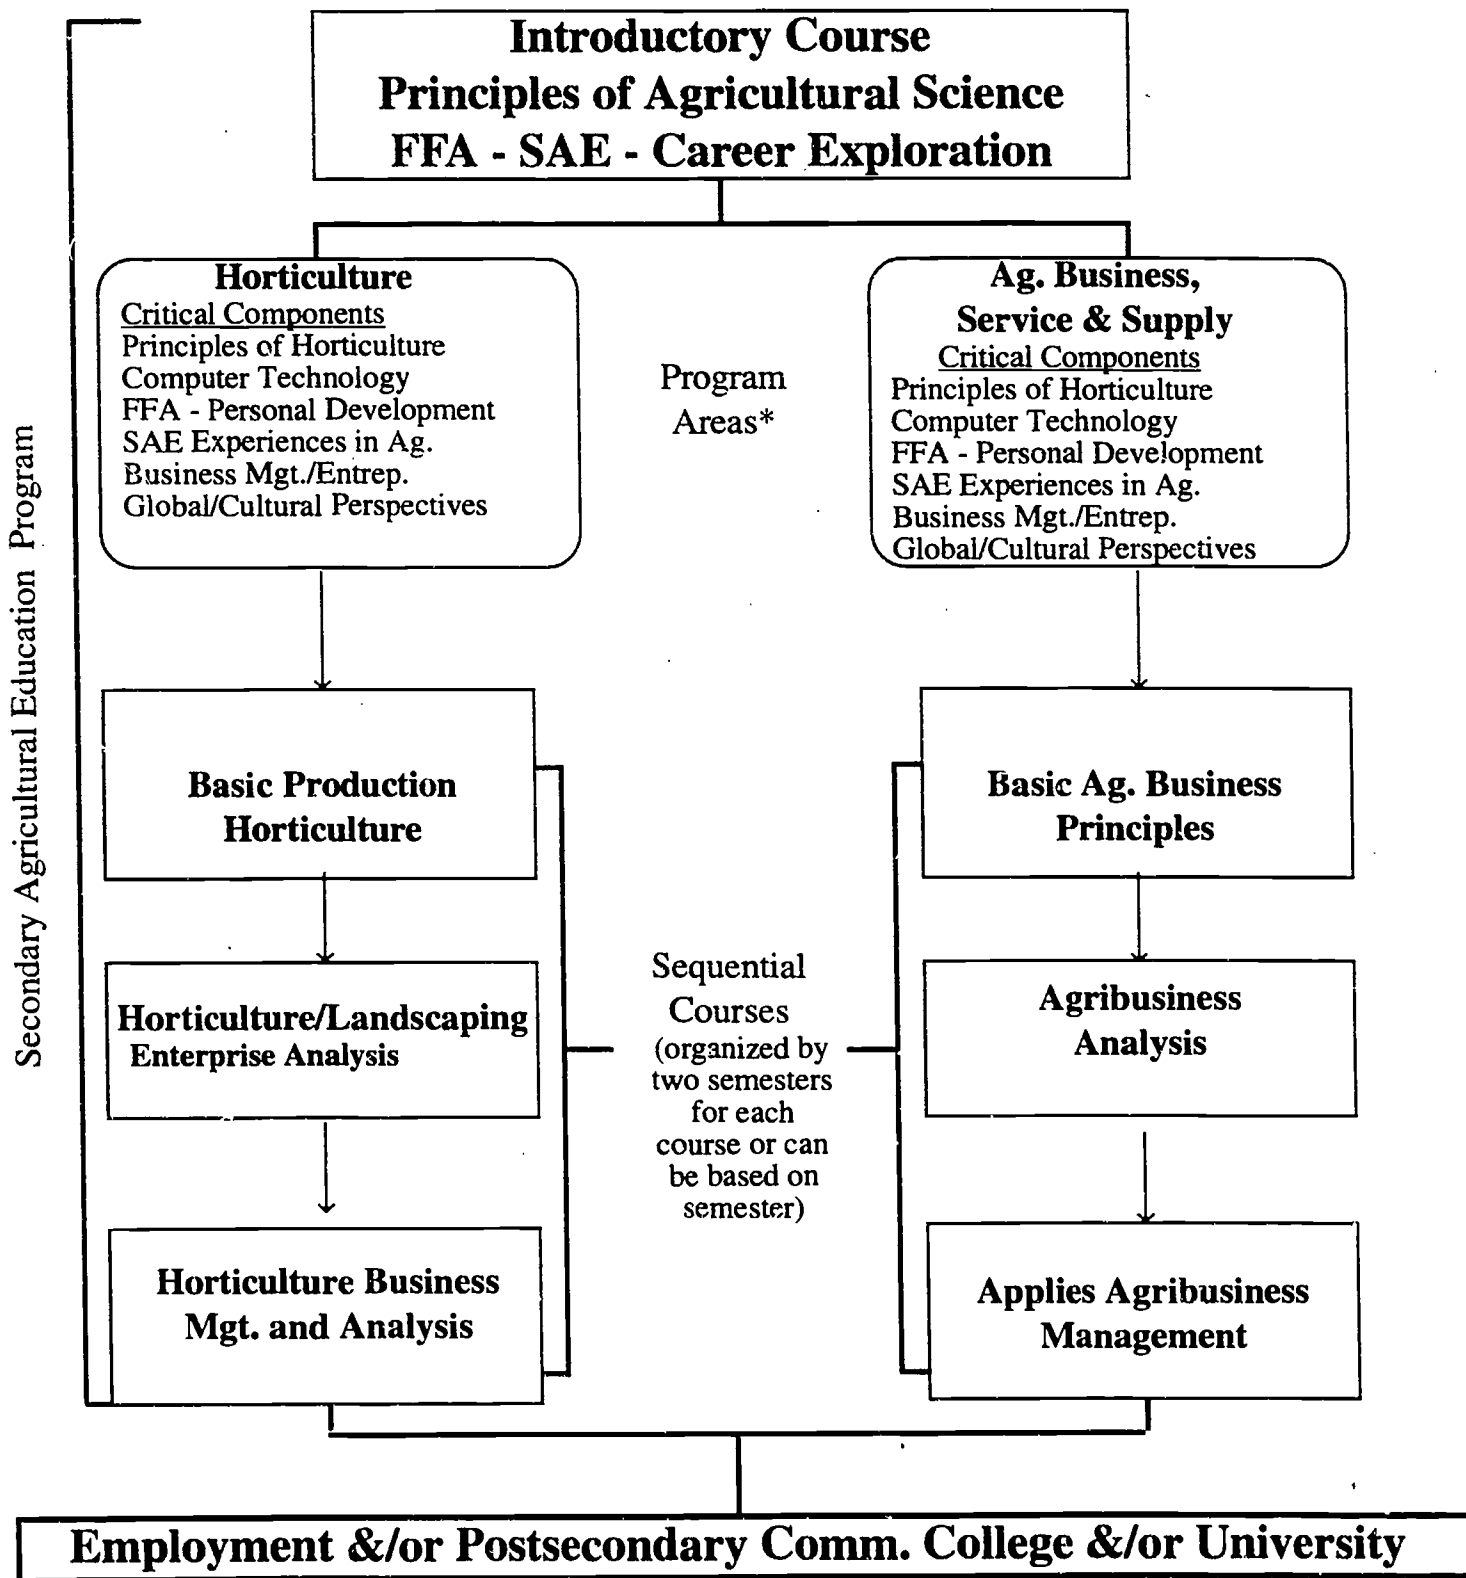 Introductory Course
Principles of Agricultural Science
FFA - SAE - Career Exploration
Secondary Agricultural Education Program
Horticulture
Critical Components
Principles of Horticulture
Computer Technology
FFA - Personal Development
SAE Experiences in Ag.
Business Mgt./Entrep.
Global/Cultural Perspectives
Program
Areas*
Ag. Business,
Service & Supply
Critical Components
Principles of Horticulture
Computer Technology
FFA - Personal Development
SAE Experiences in Ag.
Business Mgt./Entrep.
Global/Cultural Perspectives
Basic Production
Horticulture
Basic Ag. Business
Principles
Horticulture/Landscaping
Enterprise Analysis
Sequential
Courses
(organized by
two semesters
for each
course or can
be based on
semester)
Agribusiness
Analysis
Horticulture Business
Mgt. and Analysis
Applies Agribusiness
Management
Employment &/or Postsecondary Comm. College &/or University